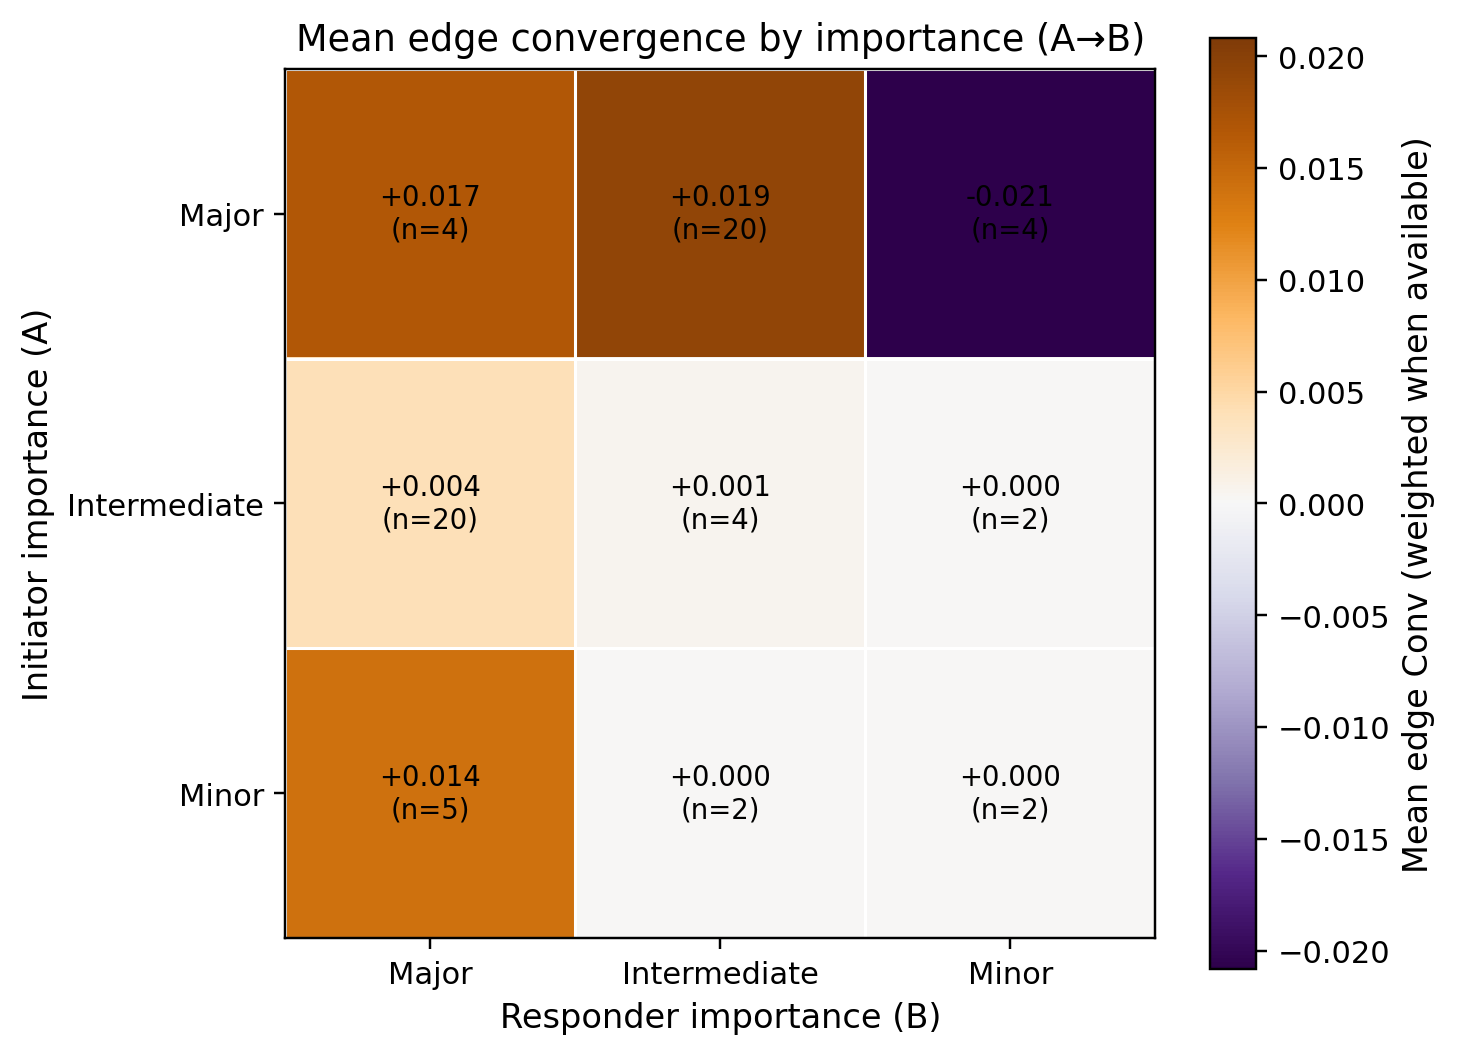 Mean edge convergence by importance (A→B)
Initiator importance (A)
Major
Intermediate
Minor
+0.017
(n=4)
+0.019
(n=20)
-0.021
(n=4)
+0.004
(n=20)
+0.001
(n=4)
+0.000
(n=2)
+0.014
(n=5)
+0.000
(n=2)
+0.000
(n=2)
Major
Intermediate
Minor
Responder importance (B)
0.020
0.015
0.010
0.005
0.000
−0.005
−0.010
−0.015
−0.020
Mean edge Conv (weighted when available)